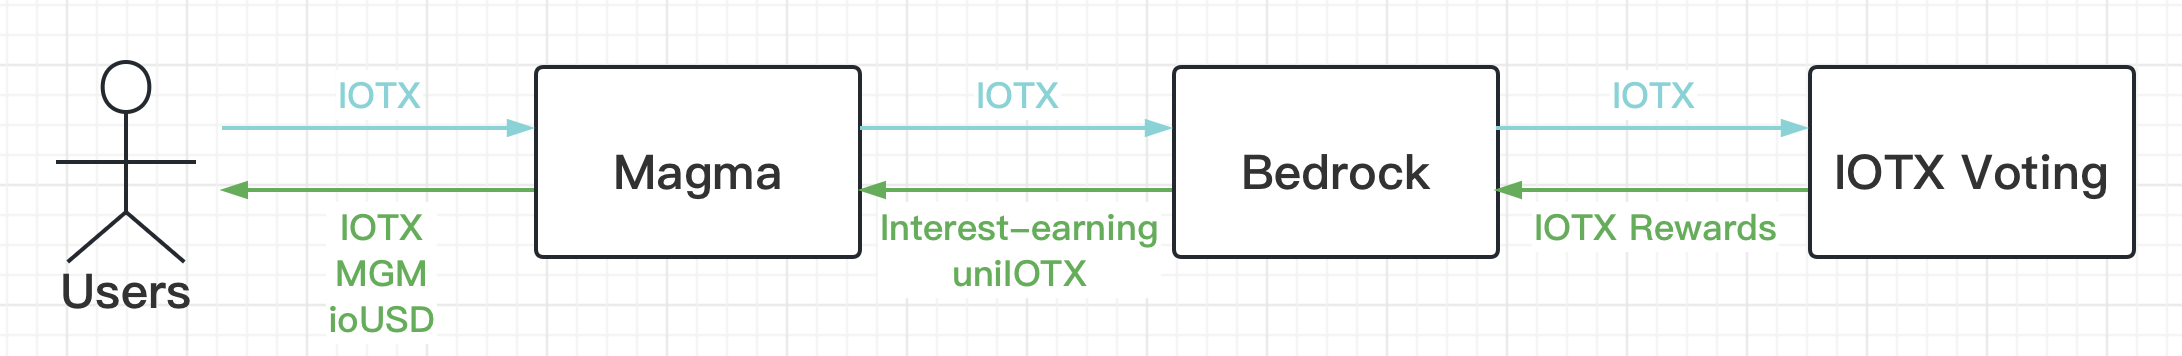 IOTX
IOTX
IOTX
Magma
Bedrock
IOTX Voting
IOTX
MGM
ioUSD
Interest-earning
uniIOTX
IOTX Rewards
Users